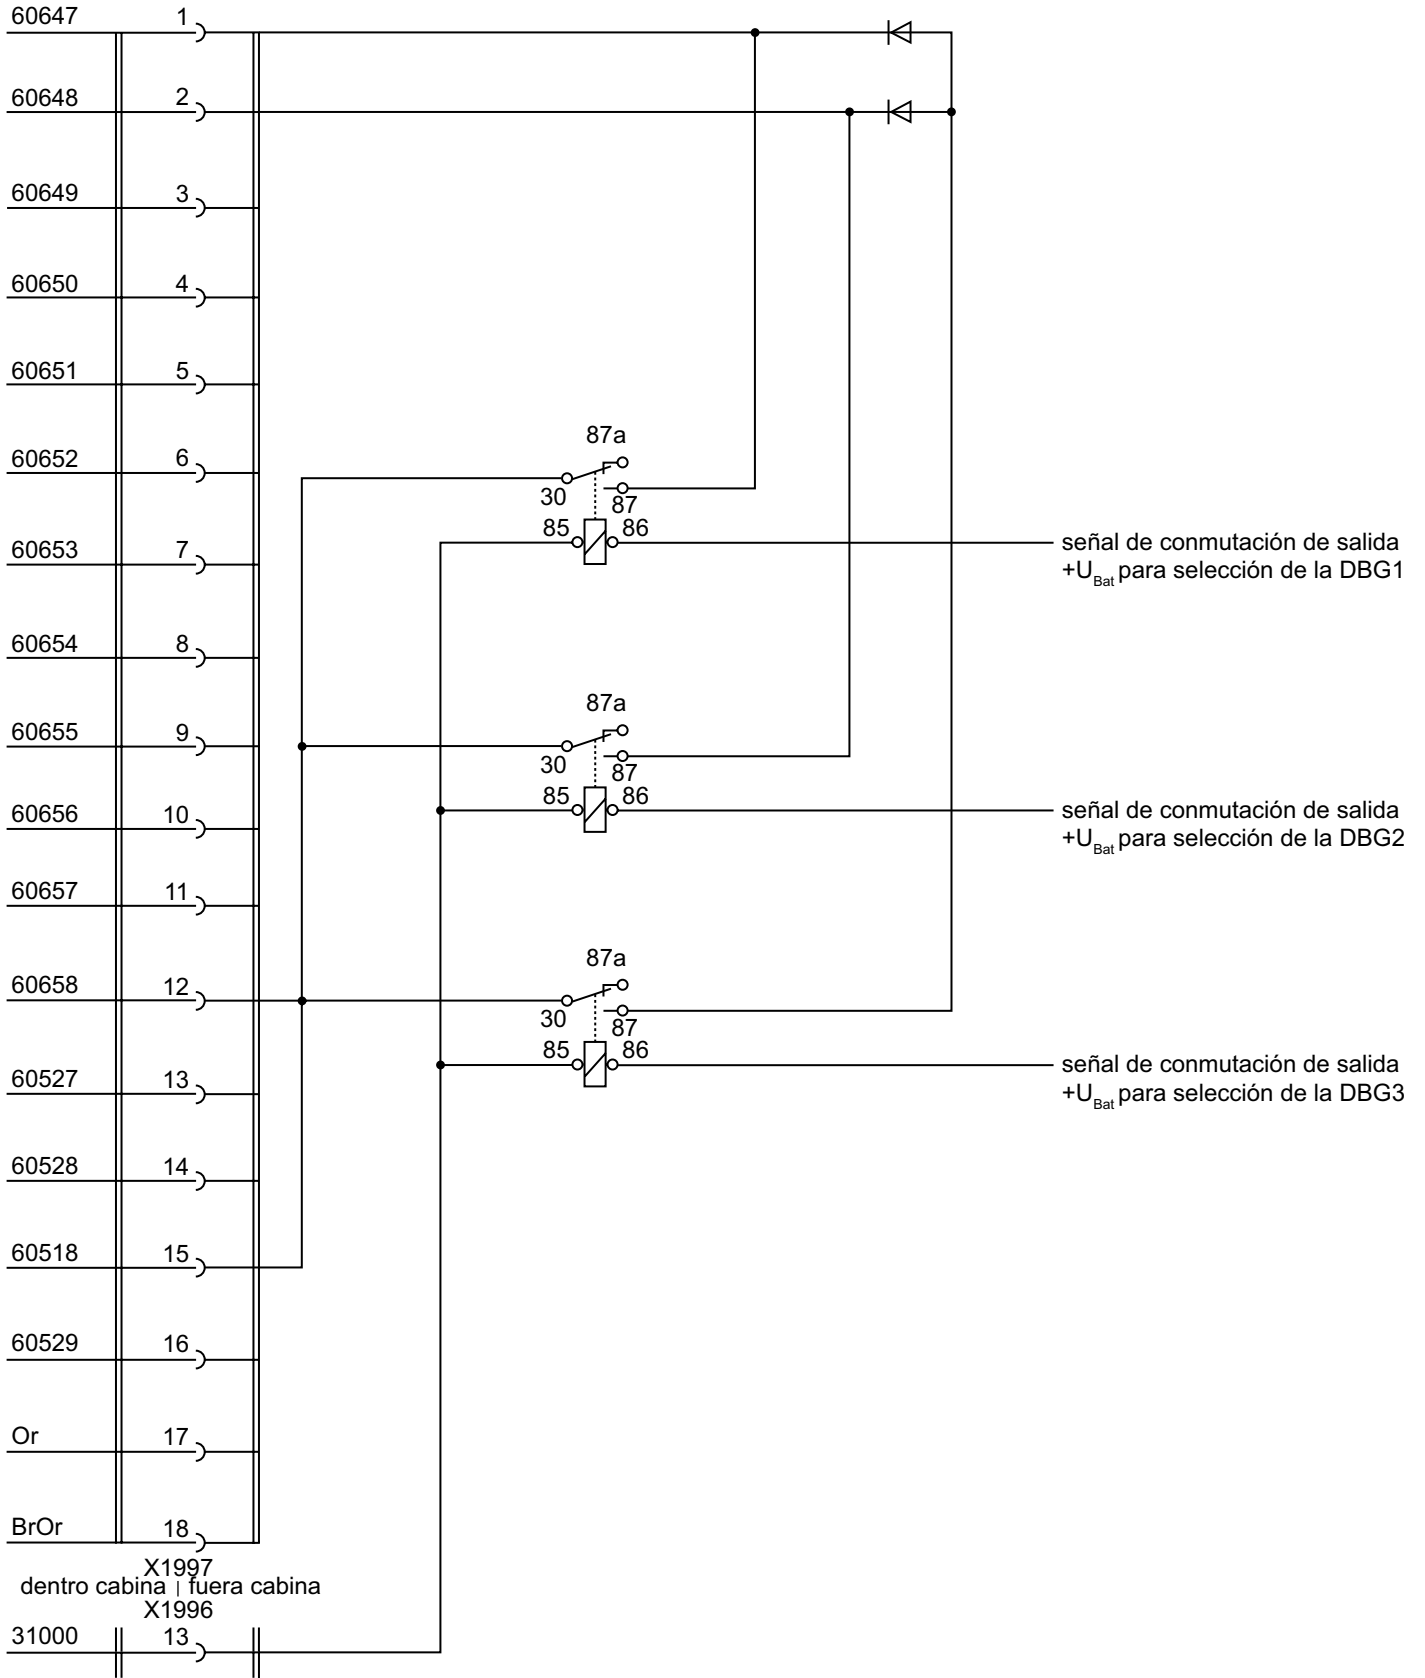 60647 1
60648 2
60649 3
60650 4
60651 5
87a
60652 6
30 87
85 86
60653 7
señal de conmutación de salida
+UBat para selección de la DBG1
60654 8
87a
60655 9
30 87
85 86
60656 10
señal de conmutación de salida
+UBat para selección de la DBG2
60657 11
87a
60658 12
30 87
85 86
60527 13
señal de conmutación de salida
+UBat para selección de la DBG3
60528 14
60518 15
60529 16
Or 17
BrOr 18
X1997
dentro cabina | fuera cabina
X1996
31000 13